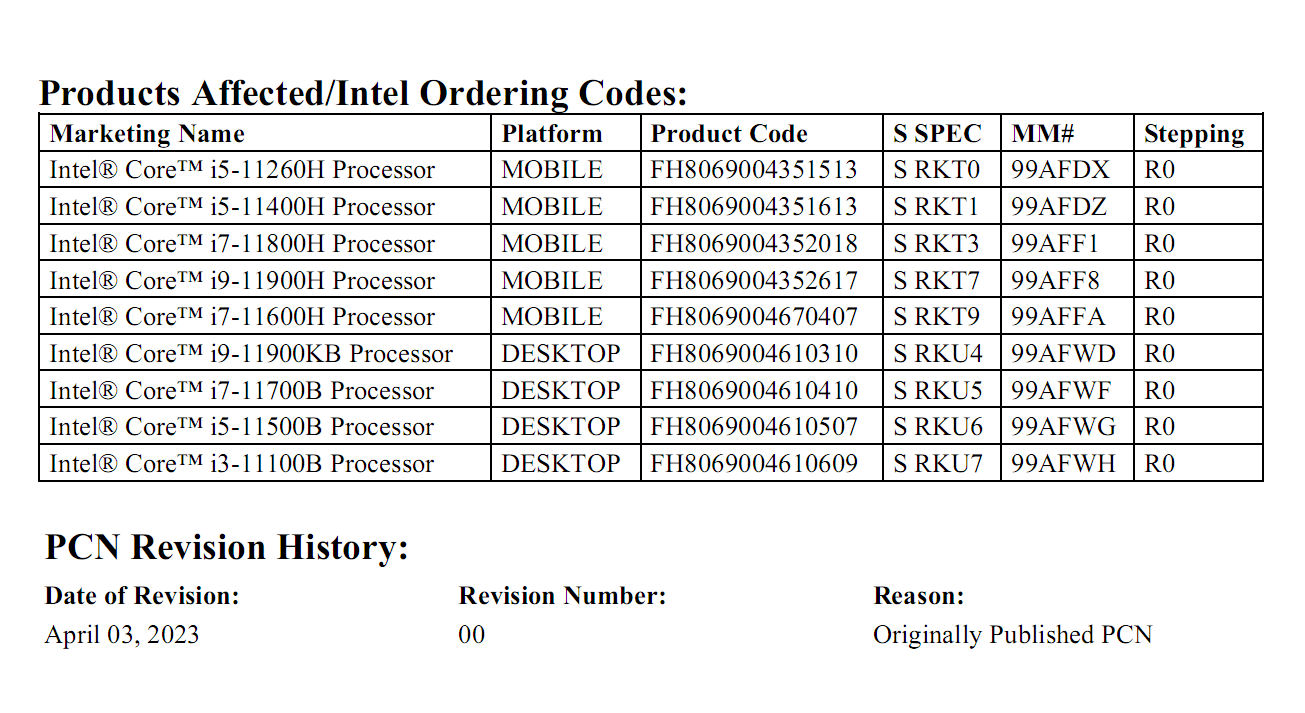 Products Affected/Intel Ordering Codes:
Marketing Name Platform Product Code S SPEC MM# Stepping
Intel® Core™ i5-11260H Processor MOBILE FH8069004351513 S RKT0 99AFDX R0
Intel® Core™ i5-11400H Processor MOBILE FH8069004351613 S RKT1 99AFDZ R0
Intel® Core™ i7-11800H Processor MOBILE FH8069004352018 S RKT3 99AFF1 R0
Intel® Core™ i9-11900H Processor MOBILE FH8069004352617 S RKT7 99AFF8 R0
Intel® Core™ i7-11600H Processor MOBILE FH8069004670407 S RKT9 99AFFA R0
Intel® Core™ i9-11900KB Processor DESKTOP FH8069004610310 S RKU4 99AFWD R0
Intel® Core™ i7-11700B Processor DESKTOP FH8069004610410 S RKU5 99AFWF R0
Intel® Core™ i5-11500B Processor DESKTOP FH8069004610507 S RKU6 99AFWG R0
Intel® Core™ i3-11100B Processor DESKTOP FH8069004610609 S RKU7 99AFWH R0
PCN Revision History:
Date of Revision: Revision Number: Reason:
April 03, 2023 00 Originally Published PCN